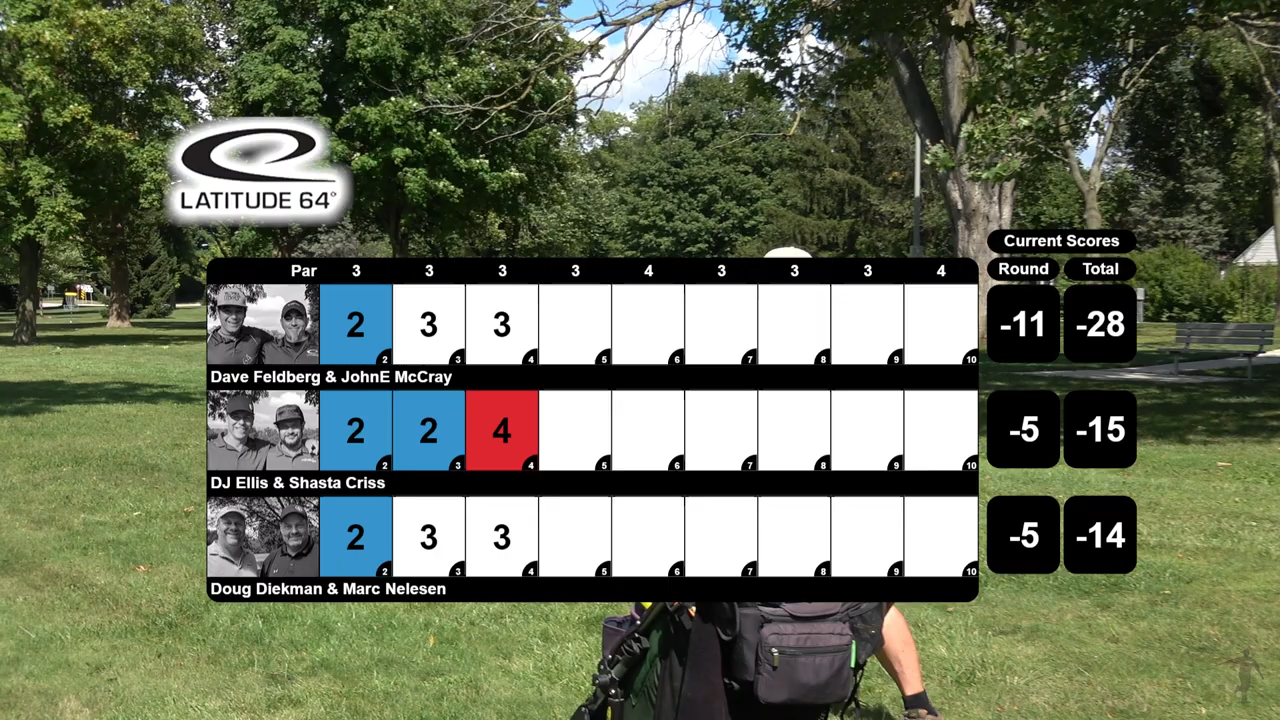 LATITUDE 64°
Current Scores
Par 3 3 3 3 4 3 3 3 4 Round Total
2 3 3 -11 -28
2 3 4 5 6 7 8 9 10
Dave Feldberg & JohnE McCray
2 2 4 -5 -15
2 3 4 5 6 7 8 9 10
DJ Ellis & Shasta Criss
2 3 3 -5 -14
2 3 4 5 6 7 8 9 10
Doug Diekman & Marc Nelesen